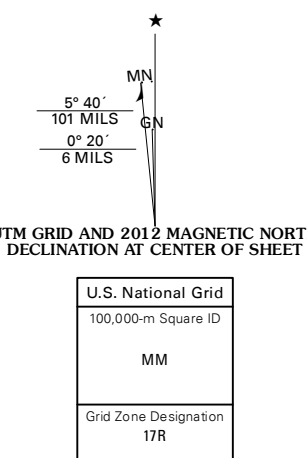 MN
GN
5° 40´
101 MILS
0° 20´
6 MILS
UTM GRID AND 2012 MAGNETIC NORT
DECLINATION AT CENTER OF SHEET
U.S. National Grid
100,000-m Square ID
MM
Grid Zone Designation
17R